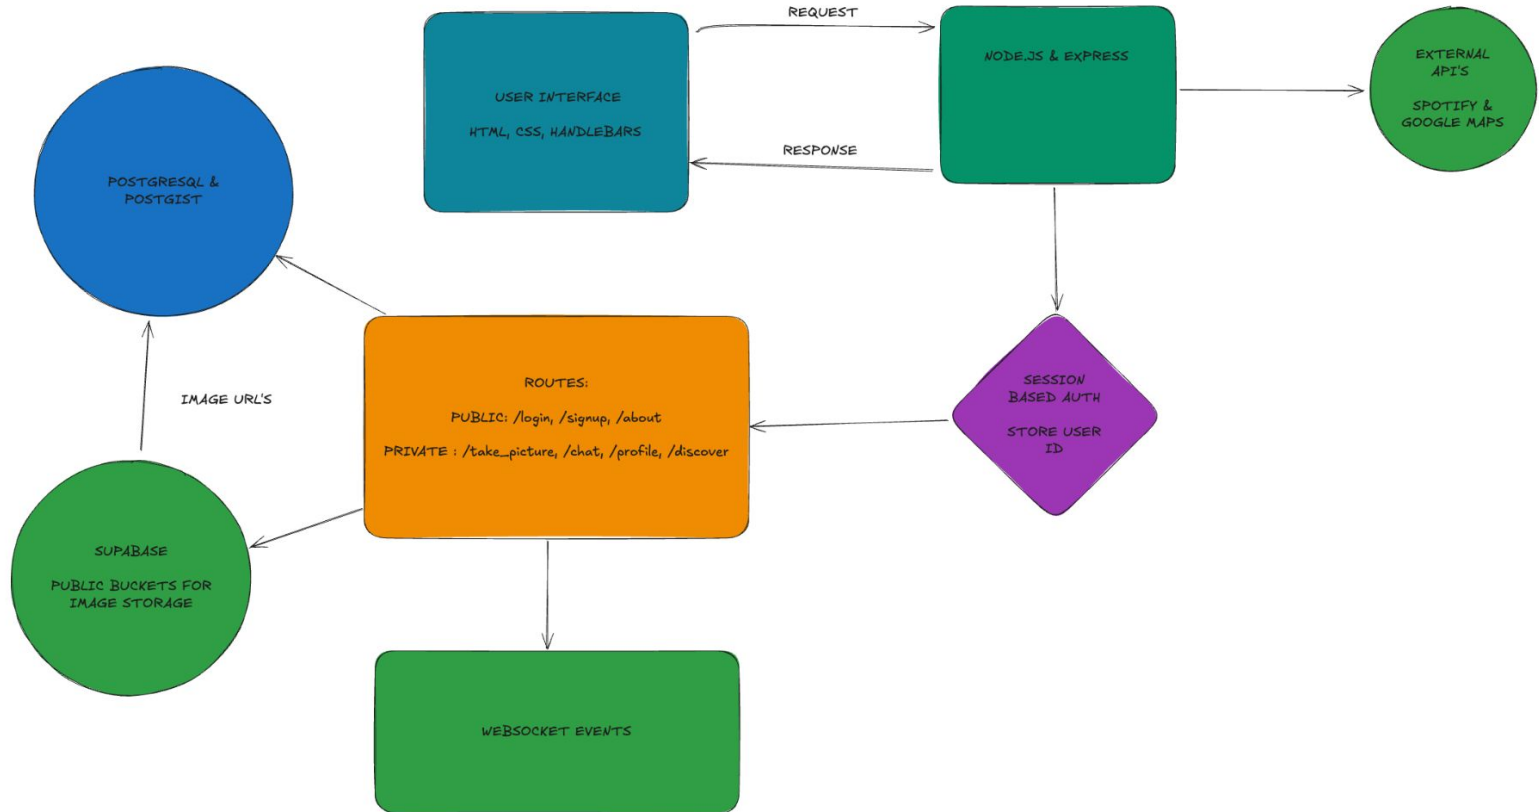 REQUEST
NODE.JS & EXPRESS
EXTERNAL
API'S
SPOTIFY &
GOOGLE MAPS
USER INTERFACE
HTML, CSS, HANDLEBARS
RESPONSE
POSTGRESQL &
POSTGIST
IMAGE URL'S
ROUTES:
PUBLIC: /login, /signup, /about
PRIVATE : /take_picture, /chat, /profile, /discover
SESSION
BASED AUTH
STORE USER
ID
SUPABASE
PUBLIC BUCKETS FOR
IMAGE STORAGE
WEBSOCKET EVENTS